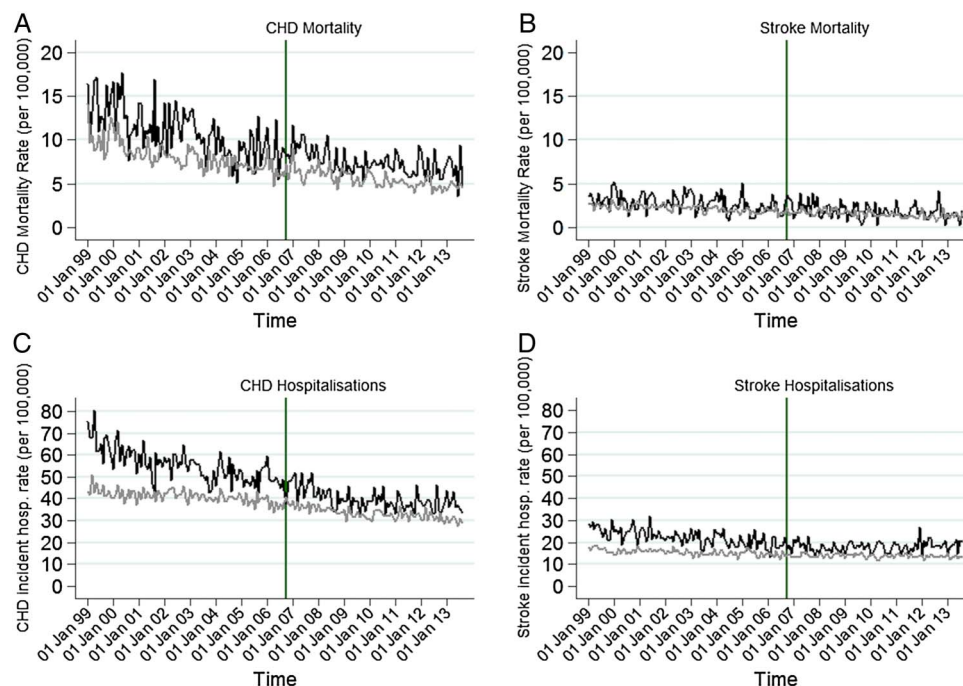 A
CHD Mortality
CHD Mortality Rate (per 100,000)
20
15
10
5
0
01 Jan 99
01 Jan 00
01 Jan 01
01 Jan 02
01 Jan 03
01 Jan 04
01 Jan 05
01 Jan 06
01 Jan 07
01 Jan 08
01 Jan 09
01 Jan 10
01 Jan 11
01 Jan 12
01 Jan 13
Time
B
Stroke Mortality
Stroke Mortality Rate (per 100,000)
20
15
10
5
0
01 Jan 99
01 Jan 00
01 Jan 01
01 Jan 02
01 Jan 03
01 Jan 04
01 Jan 05
01 Jan 06
01 Jan 07
01 Jan 08
01 Jan 09
01 Jan 10
01 Jan 11
01 Jan 12
01 Jan 13
Time
C
CHD Hospitalisations
CHD Incident hosp. rate (per 100,000)
80
70
60
50
40
30
20
10
0
01 Jan 99
01 Jan 00
01 Jan 01
01 Jan 02
01 Jan 03
01 Jan 04
01 Jan 05
01 Jan 06
01 Jan 07
01 Jan 08
01 Jan 09
01 Jan 10
01 Jan 11
01 Jan 12
01 Jan 13
Time
D
Stroke Hospitalisations
Stroke Incident hosp. rate (per 100,000)
80
70
60
50
40
30
20
10
0
01 Jan 99
01 Jan 00
01 Jan 01
01 Jan 02
01 Jan 03
01 Jan 04
01 Jan 05
01 Jan 06
01 Jan 07
01 Jan 08
01 Jan 09
01 Jan 10
01 Jan 11
01 Jan 12
01 Jan 13
Time